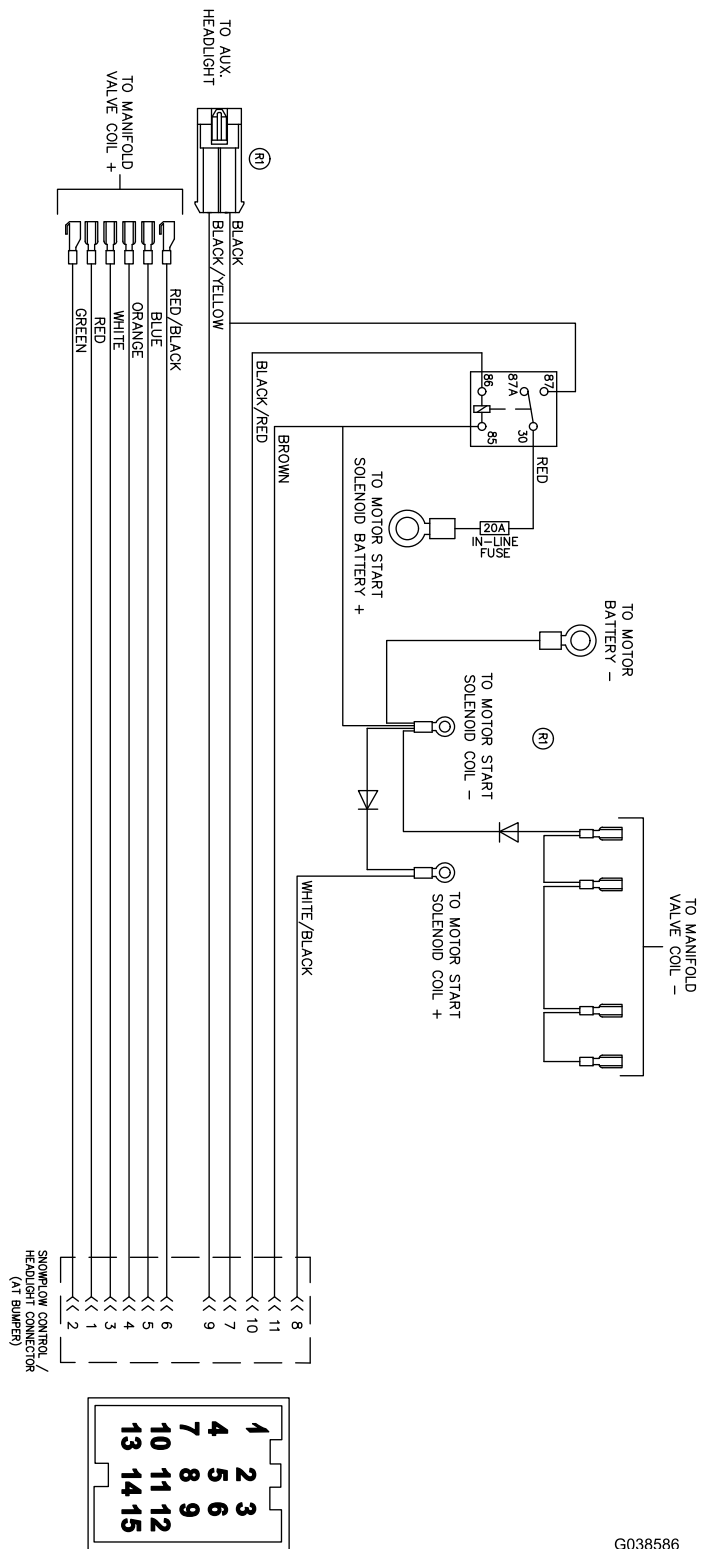 TO AUX.
HEADLIGHT
R1
TO MANIFOLD
VALVE COIL +
BLACK
BLACK/YELLOW
RED/BLACK
BLUE
ORANGE
WHITE
RED
GREEN
87
87A
86
30
85
RED
BLACK/RED
BROWN
20A
IN-LINE
FUSE
TO MOTOR START
SOLENOID BATTERY +
TO MOTOR
BATTERY -
TO MOTOR START
SOLENOID COIL -
R1
TO MANIFOLD
VALVE COIL -
TO MOTOR START
SOLENOID COIL +
WHITE/BLACK
8
11
10
7
9
6
5
4
3
1
2
SNOWPLOW CONTROL /
HEADLIGHT CONNECTOR
(AT BUMPER)
1 2 3
4 5 6
7 8 9
10 11 12
13 14 15
G038586